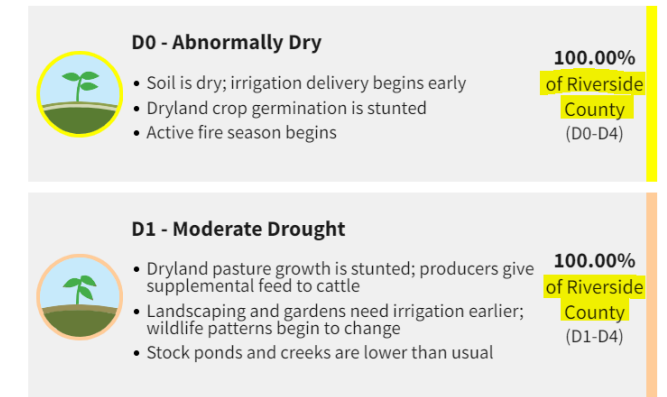 D0 - Abnormally Dry
• Soil is dry; irrigation delivery begins early
• Dryland crop germination is stunted
• Active fire season begins
100.00%
of Riverside
County
(D0-D4)
D1 - Moderate Drought
• Dryland pasture growth is stunted; producers give
supplemental feed to cattle
• Landscaping and gardens need irrigation earlier;
wildlife patterns begin to change
• Stock ponds and creeks are lower than usual
100.00%
of Riverside
County
(D1-D4)